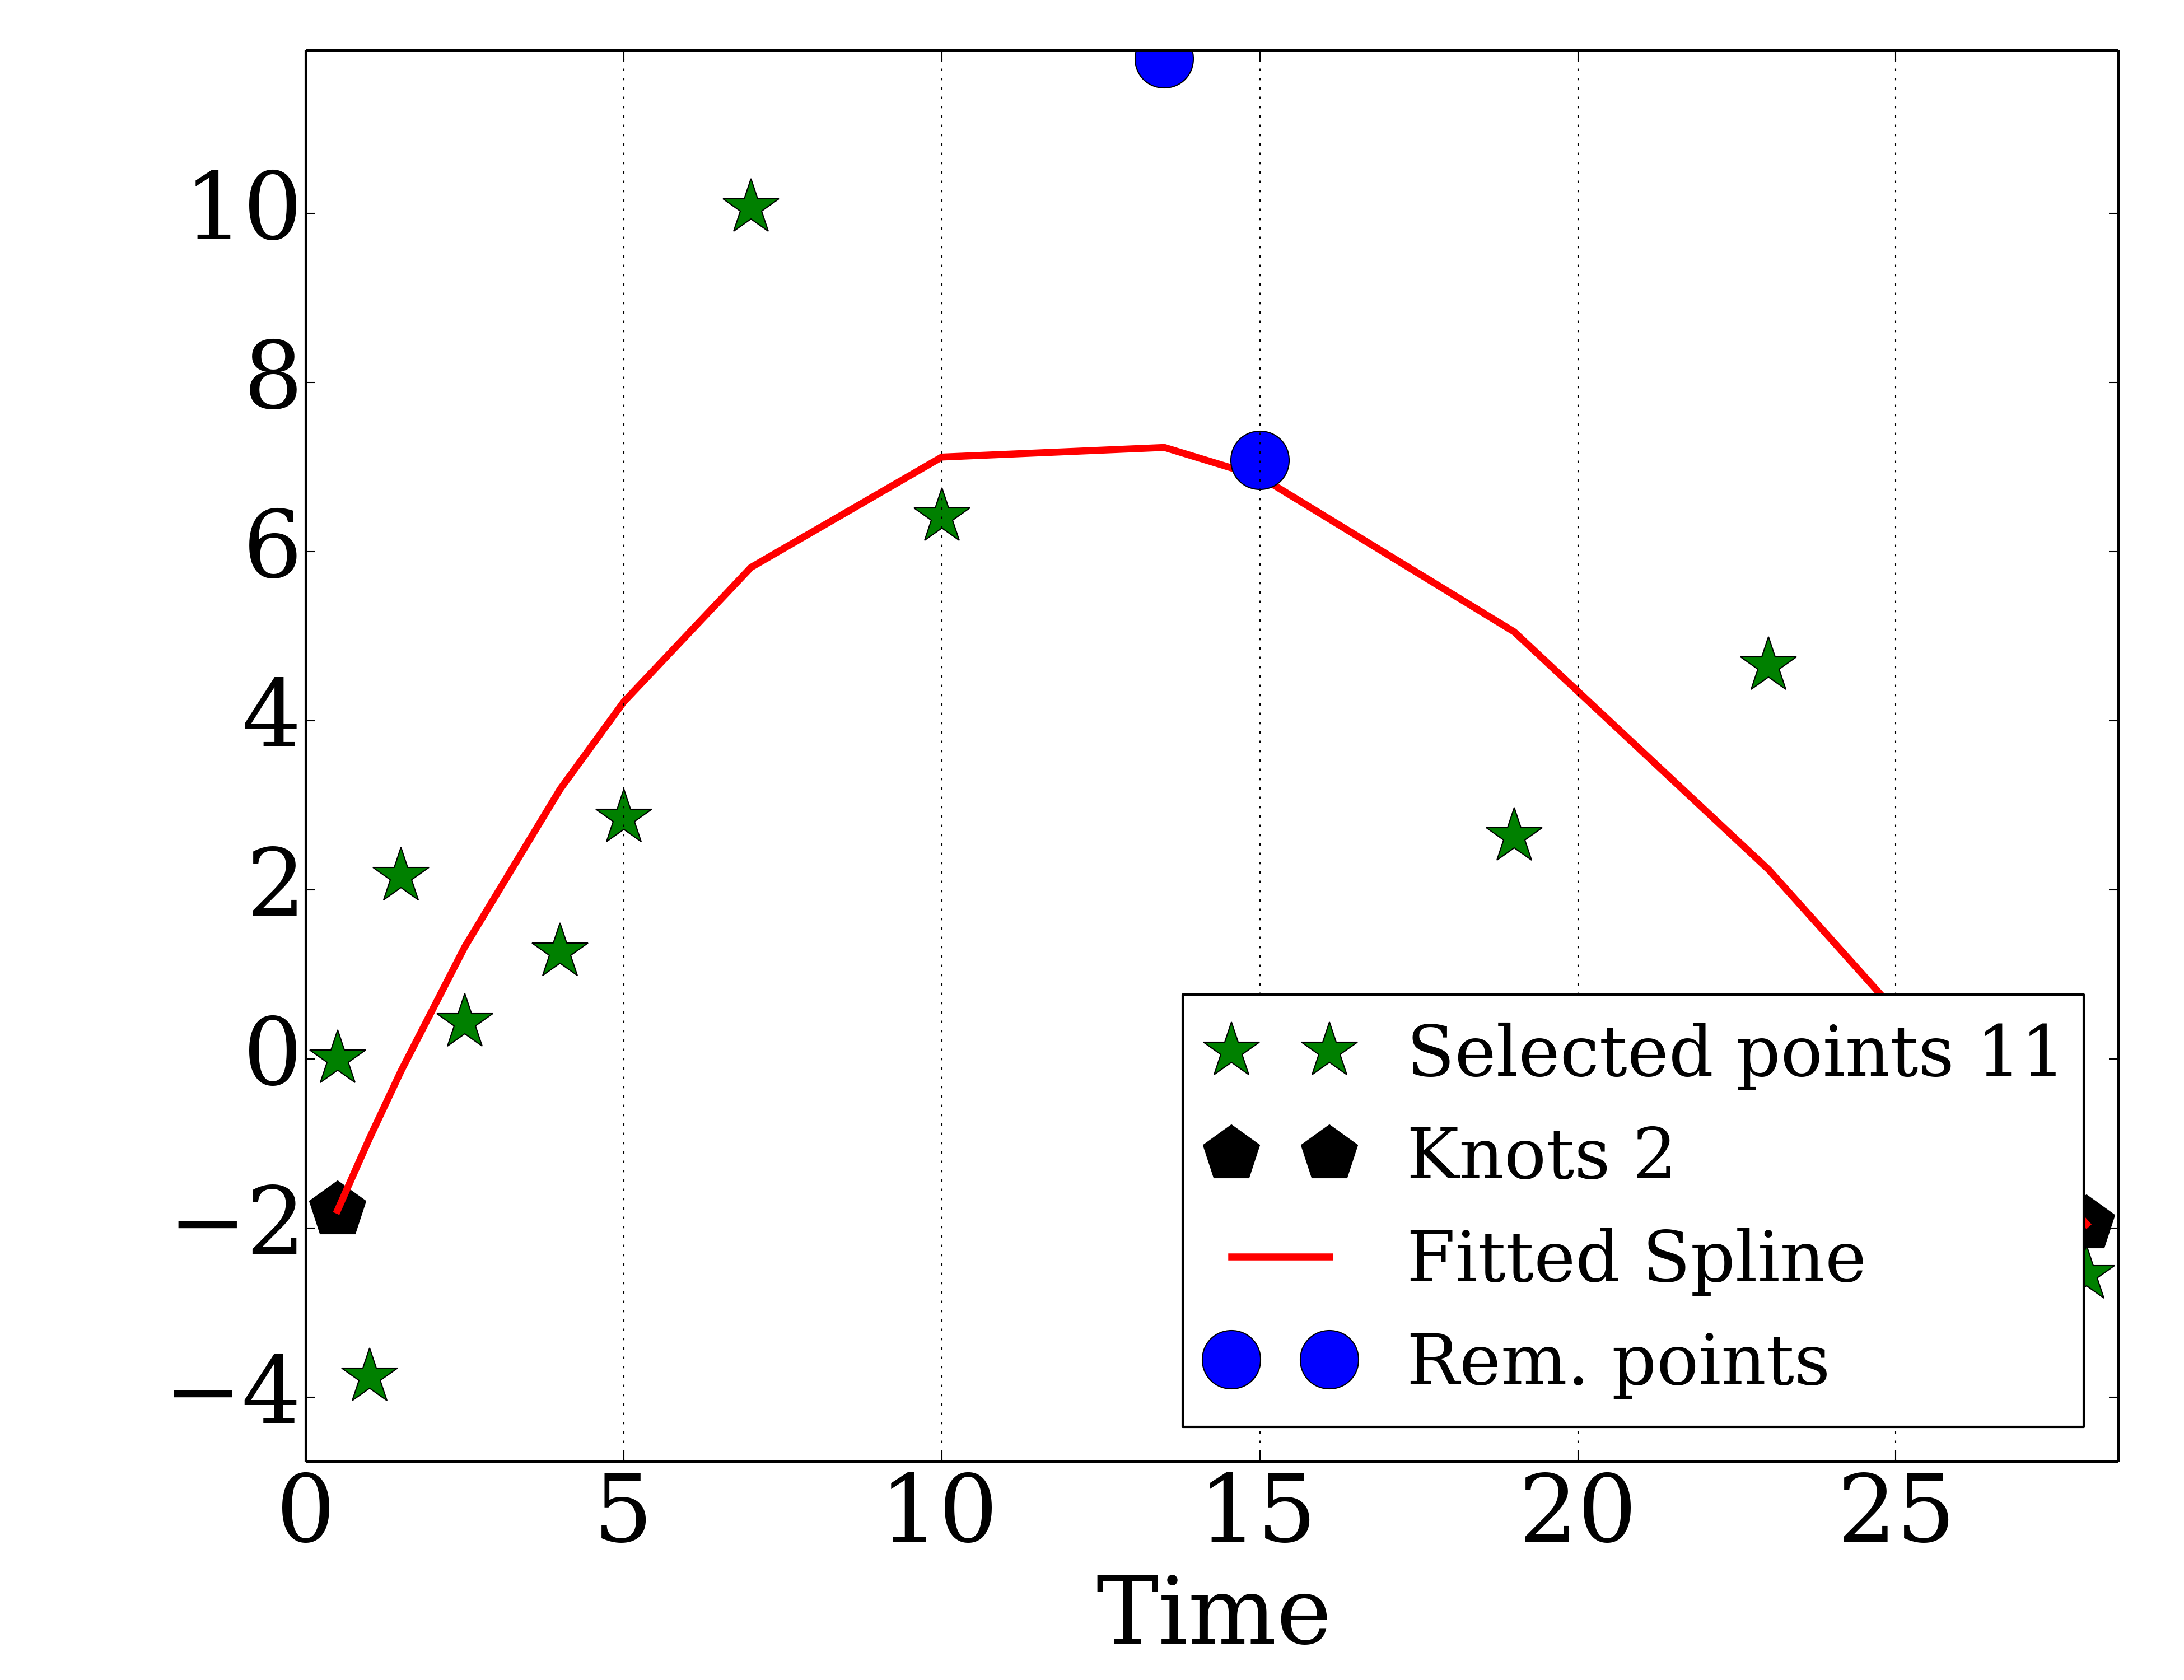 10
8
6
4
2
0
−2
−4
Selected points 11
Knots 2
Fitted Spline
Rem. points
0 5 10 15 20 25
Time